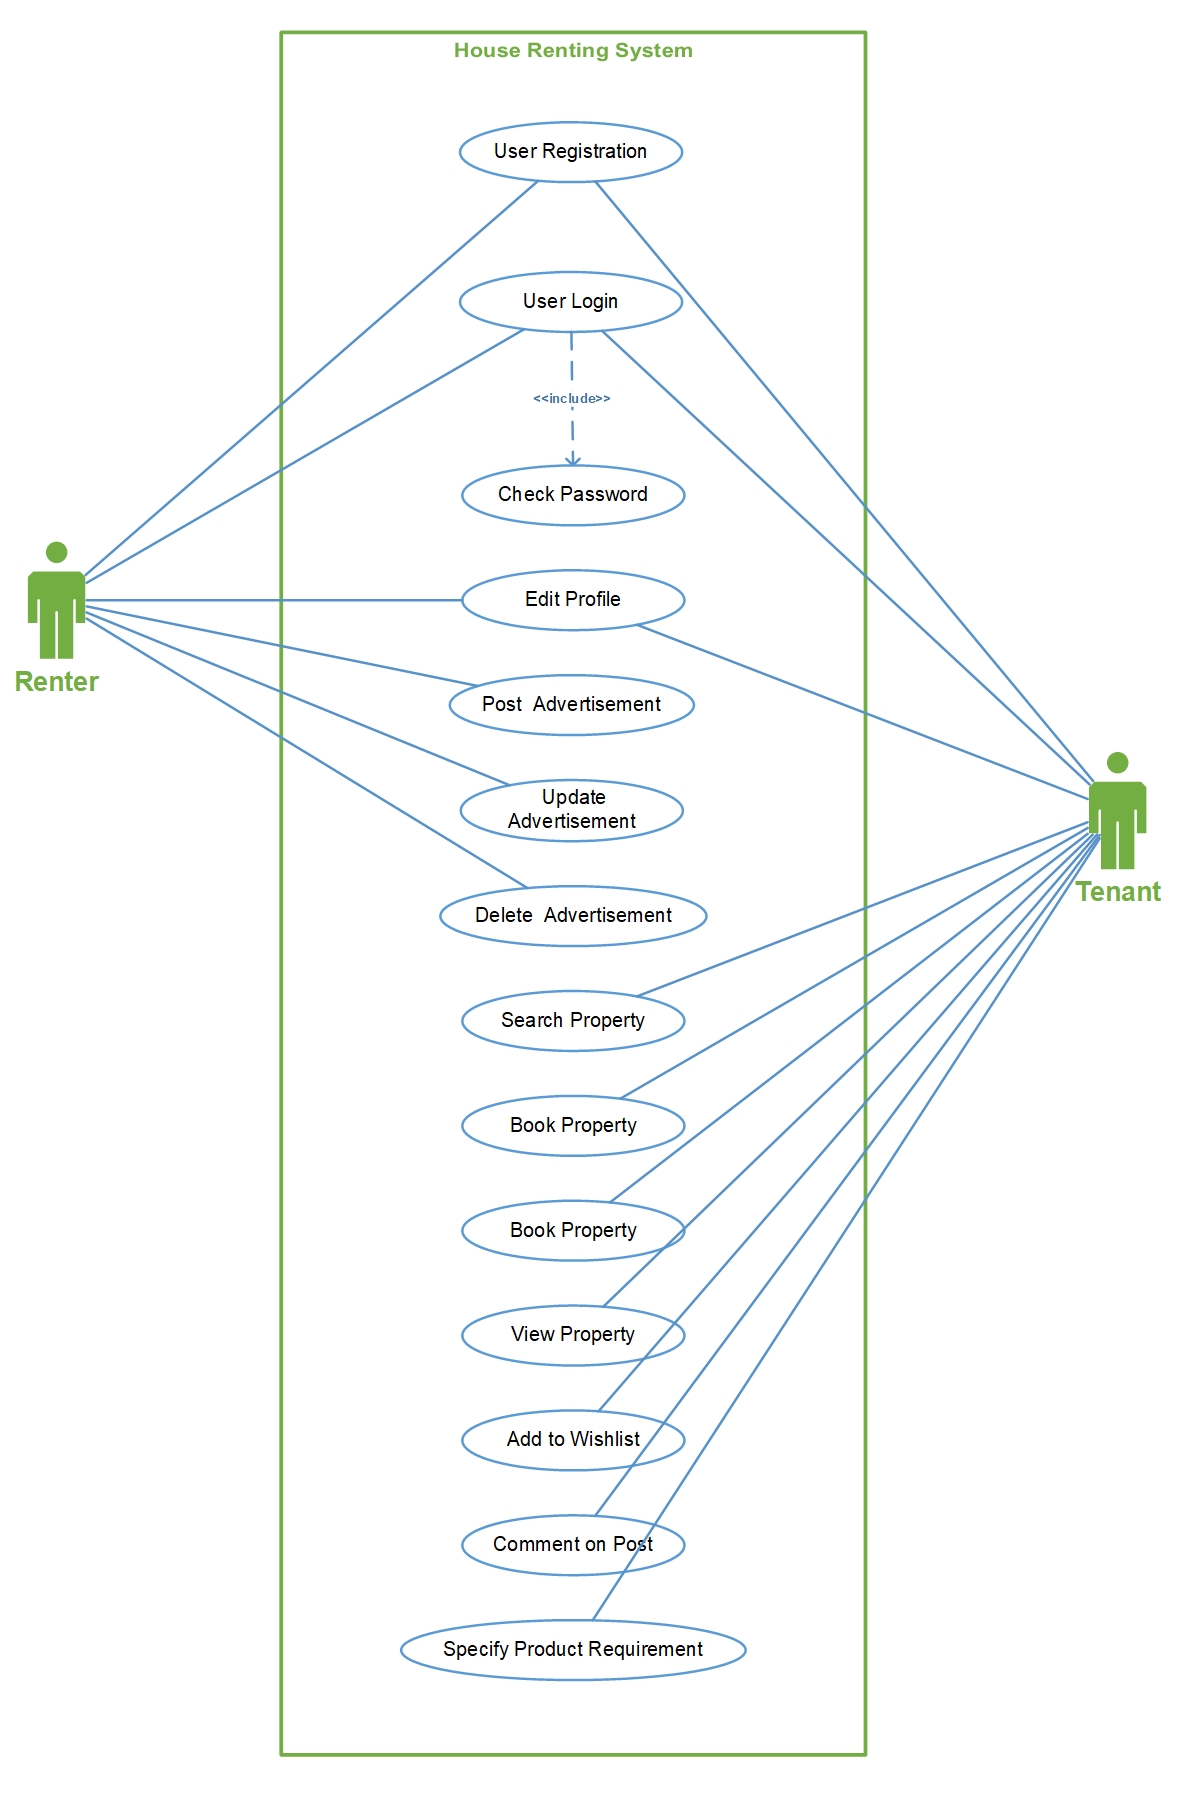 House Renting System
User Registration
User Login
<<include>>
Check Password
Edit Profile
Renter
Post  Advertisement
Update
Advertisement
Tenant
Delete  Advertisement
Search Property
Book Property
Book Property
View Property
Add to Wishlist
Comment on Post
Specify Product Requirement